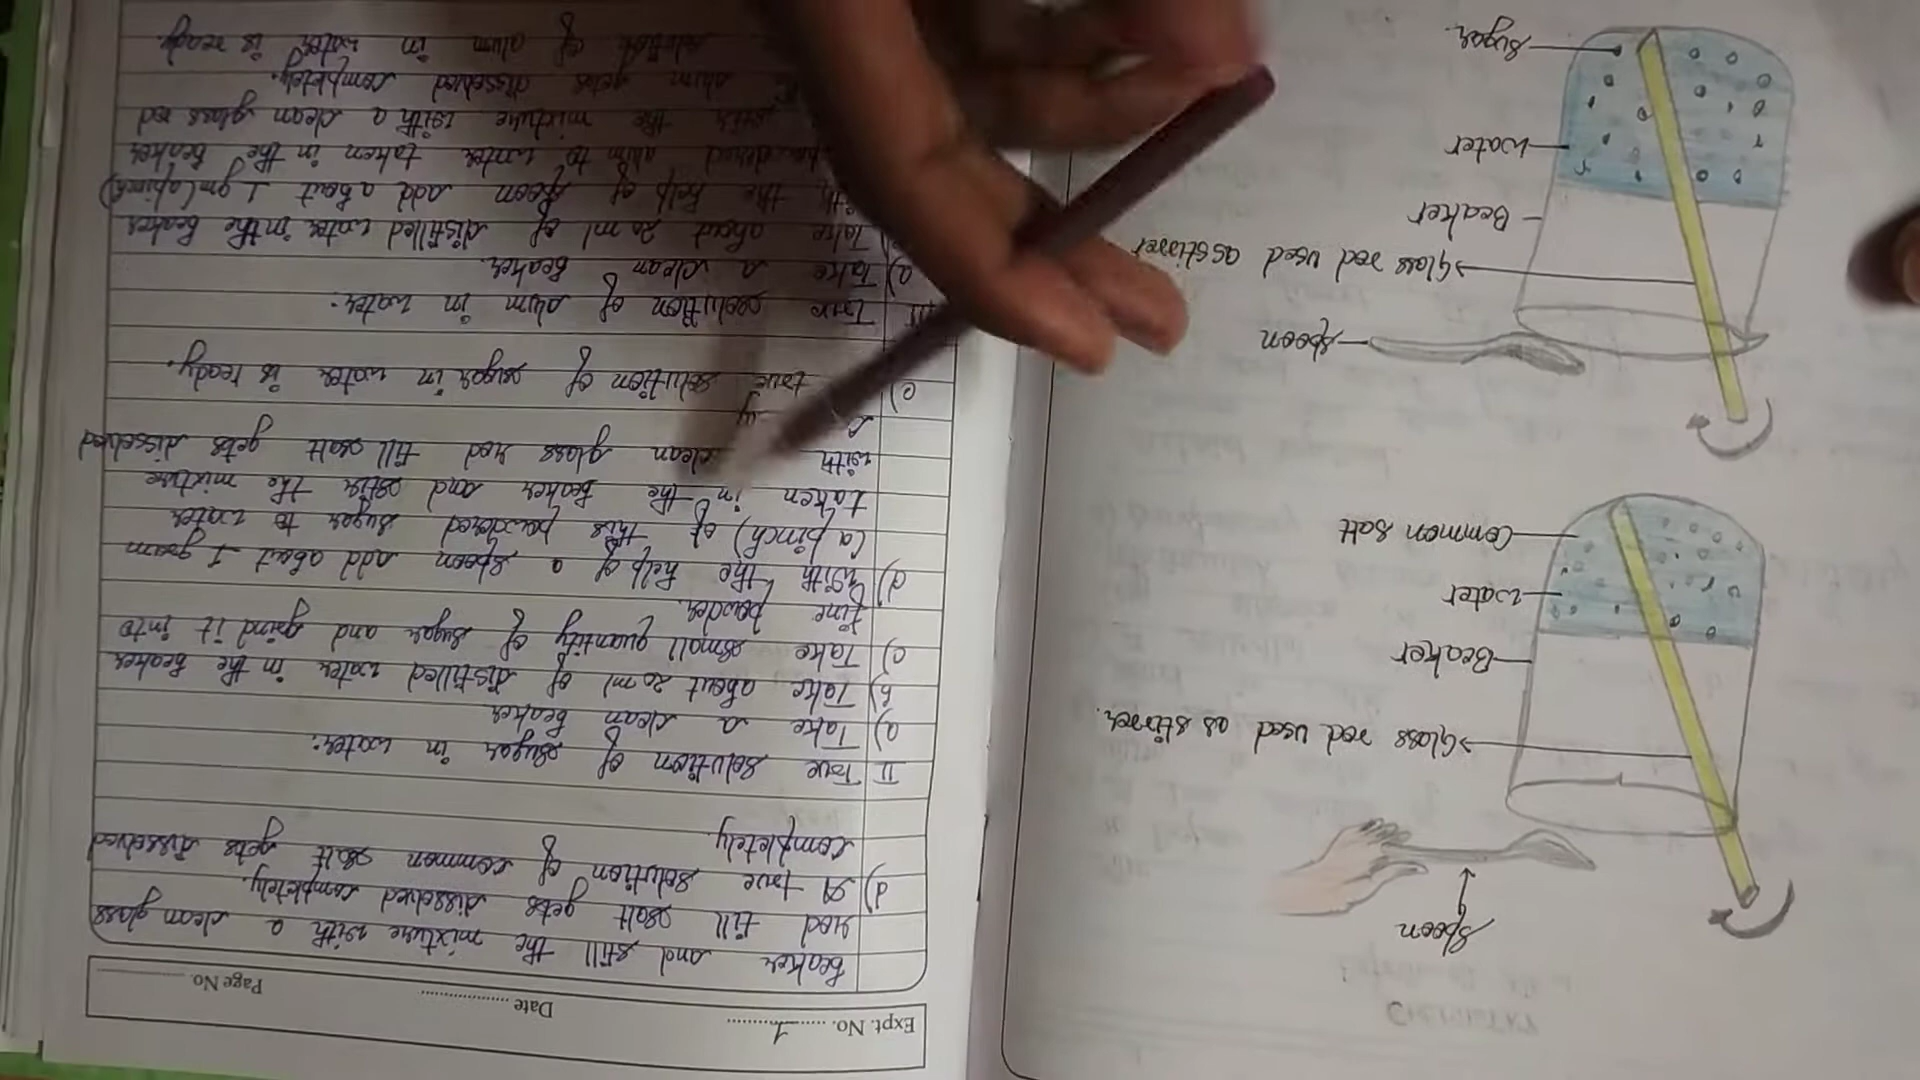 Expt. No. 1
Date
Page No.
Beaker and still the mixture with a clean glass
rod till salt gets dissolved completely.
d) A true solution of common salt gets dissolved
completely.
II True solution of sugar in water:
a) Take a clean Beaker
b) Take about 20 ml of distilled water in the Beaker
c) Take small quantity of sugar and grind it into
fine powder.
d) With the help of a spoon add about 1 gram
(a pinch) of this powdered sugar to water
taken in the Beaker and stir the mixture
with clean glass rod till salt gets dissolved
e) true solution of sugar in water is ready.
III True solution of alum in water.
a) Take a clean Beaker.
Take about 20 ml of distilled water in the Beaker
with the help of spoon add about 1 gm (a pinch)
alum to water taken in the Beaker
the mixture with a clean glass rod
alum gets dissolved completely.
of alum in water is ready.
CHEMISTRY
Spoon
Glass rod used as stirrer.
Beaker
water
Common Salt
Spoon
Glass rod used as stirrer
Beaker
water
Sugar